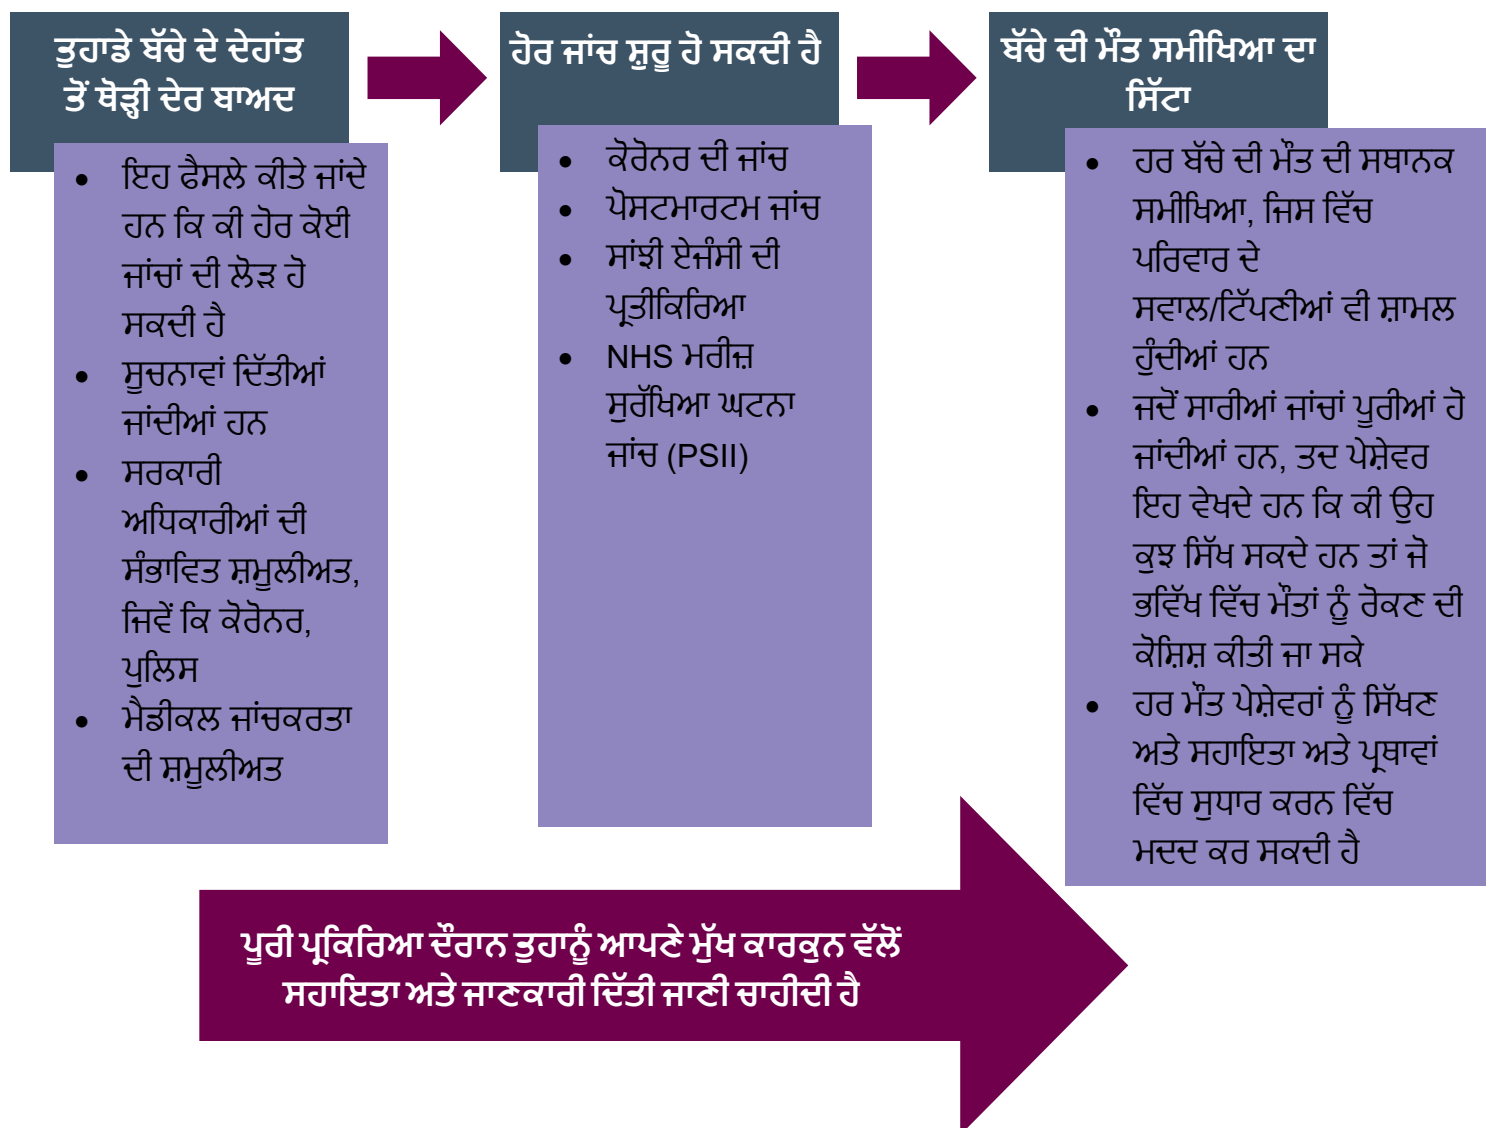 ਤੁਹਾਡੇ ਬੱਚੇ ਦੇ ਦੇਹਾਂਤ
ਤੋਂ ਥੋੜ੍ਹੀ ਦੇਰ ਬਾਅਦ
• ਇਹ ਫੈਸਲੇ ਕੀਤੇ ਜਾਂਦੇ
ਹਨ ਕਿ ਕੀ ਹੋਰ ਕੋਈ
ਜਾਂਚਾਂ ਦੀ ਲੋੜ ਹੋ
ਸਕਦੀ ਹੈ
• ਸੂਚਨਾਵਾਂ ਦਿੱਤੀਆਂ
ਜਾਂਦੀਆਂ ਹਨ
• ਸਰਕਾਰੀ
ਅਧਿਕਾਰੀਆਂ ਦੀ
ਸੰਭਾਵਿਤ ਸ਼ਮੂਲੀਅਤ,
ਜਿਵੇਂ ਕਿ ਕੋਰੋਨਰ,
ਪੁਲਿਸ
• ਮੈਡੀਕਲ ਜਾਂਚਕਰਤਾ
ਦੀ ਸ਼ਮੂਲੀਅਤ
ਹੋਰ ਜਾਂਚ ਸ਼ੁਰੂ ਹੋ ਸਕਦੀ ਹੈ
• ਕੋਰੋਨਰ ਦੀ ਜਾਂਚ
• ਪੋਸਟਮਾਰਟਮ ਜਾਂਚ
• ਸਾਂਝੀ ਏਜੰਸੀ ਦੀ
ਪ੍ਰਤੀਕਿਰਿਆ
• NHS ਮਰੀਜ਼
ਸੁਰੱਖਿਆ ਘਟਨਾ
ਜਾਂਚ (PSII)
ਬੱਚੇ ਦੀ ਮੌਤ ਸਮੀਖਿਆ ਦਾ
ਸਿੱਟਾ
• ਹਰ ਬੱਚੇ ਦੀ ਮੌਤ ਦੀ ਸਥਾਨਕ
ਸਮੀਖਿਆ, ਜਿਸ ਵਿੱਚ
ਪਰਿਵਾਰ ਦੇ
ਸਵਾਲ/ਟਿੱਪਣੀਆਂ ਵੀ ਸ਼ਾਮਲ
ਹੁੰਦੀਆਂ ਹਨ
• ਜਦੋਂ ਸਾਰੀਆਂ ਜਾਂਚਾਂ ਪੂਰੀਆਂ ਹੋ
ਜਾਂਦੀਆਂ ਹਨ, ਤਦ ਪੇਸ਼ੇਵਰ
ਇਹ ਵੇਖਦੇ ਹਨ ਕਿ ਕੀ ਉਹ
ਕੁਝ ਸਿੱਖ ਸਕਦੇ ਹਨ ਤਾਂ ਜੋ
ਭਵਿੱਖ ਵਿੱਚ ਮੌਤਾਂ ਨੂੰ ਰੋਕਣ ਦੀ
ਕੋਸ਼ਿਸ਼ ਕੀਤੀ ਜਾ ਸਕੇ
• ਹਰ ਮੌਤ ਪੇਸ਼ੇਵਰਾਂ ਨੂੰ ਸਿੱਖਣ
ਅਤੇ ਸਹਾਇਤਾ ਅਤੇ ਪ੍ਰਥਾਵਾਂ
ਵਿੱਚ ਸੁਧਾਰ ਕਰਨ ਵਿੱਚ
ਮਦਦ ਕਰ ਸਕਦੀ ਹੈ
ਪੂਰੀ ਪ੍ਰਕਿਰਿਆ ਦੌਰਾਨ ਤੁਹਾਨੂੰ ਆਪਣੇ ਮੁੱਖ ਕਾਰਕੁਨ ਵੱਲੋਂ
ਸਹਾਇਤਾ ਅਤੇ ਜਾਣਕਾਰੀ ਦਿੱਤੀ ਜਾਣੀ ਚਾਹੀਦੀ ਹੈ